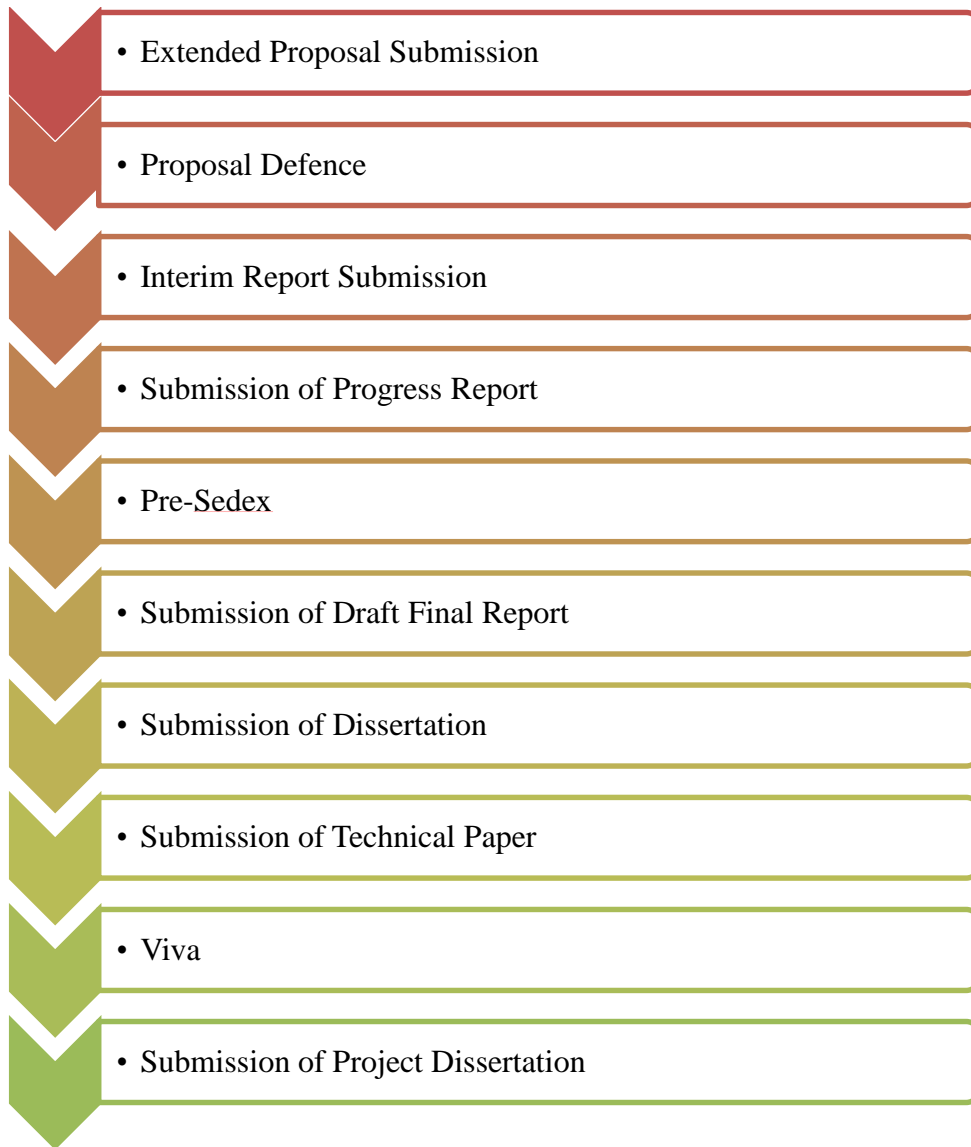 • Extended Proposal Submission
• Proposal Defence
• Interim Report Submission
• Submission of Progress Report
• Pre-Sedex
• Submission of Draft Final Report
• Submission of Dissertation
• Submission of Technical Paper
• Viva
• Submission of Project Dissertation